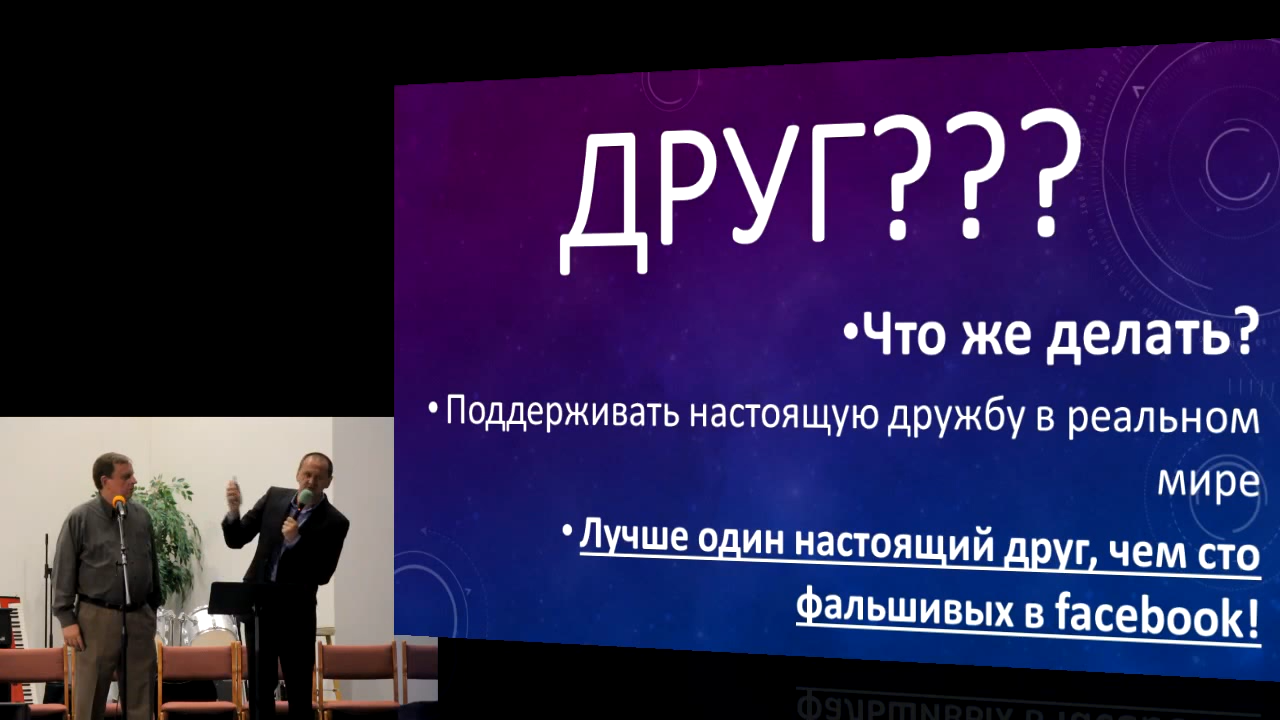 ДРУГ???
•Что же делать?
• Поддерживать настоящую дружбу в реальном
мире
• Лучше один настоящий друг, чем сто
фальшивых в facebook!